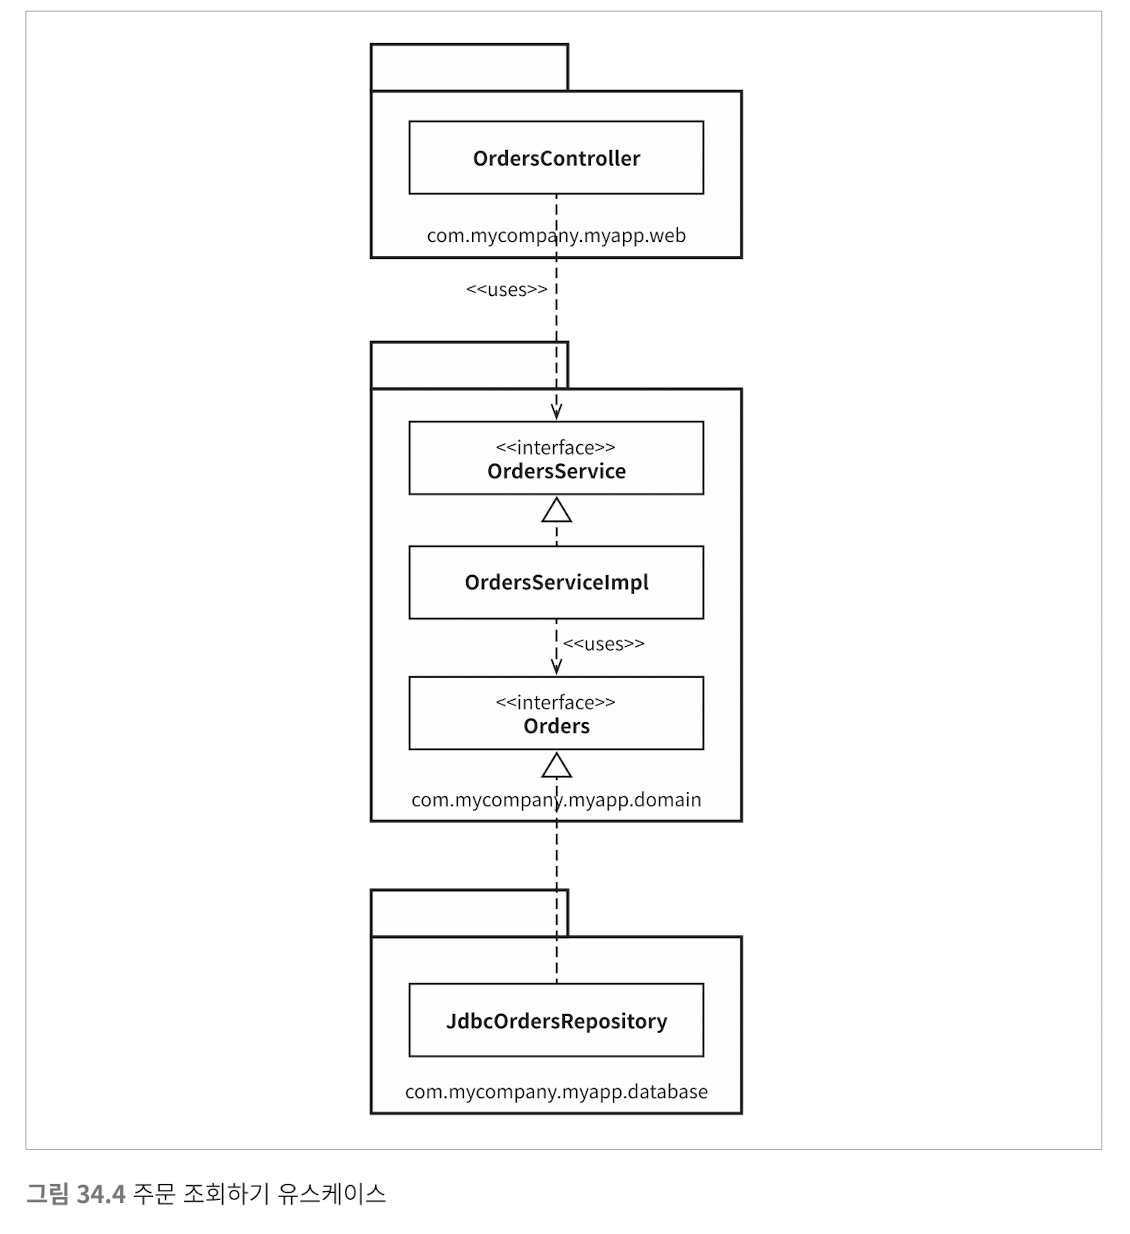 OrdersController
com.mycompany.myapp.web
<<uses>>
<<interface>>
OrdersService
OrdersServiceImpl
<<uses>>
<<interface>>
Orders
com.mycompany.myapp.domain
JdbcOrdersRepository
com.mycompany.myapp.database
그림 34.4 주문 조회하기 유스케이스